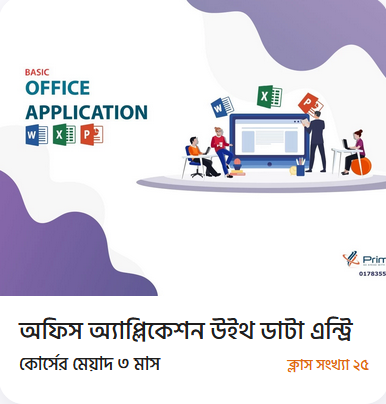 BASIC
OFFICE
APPLICATION
W X P
W X P
অফিস অ্যাপ্লিকেশন উইথ ডাটা এন্ট্রি
কোর্সের মেয়াদ ৩ মাস
ক্লাস সংখ্যা ২৫